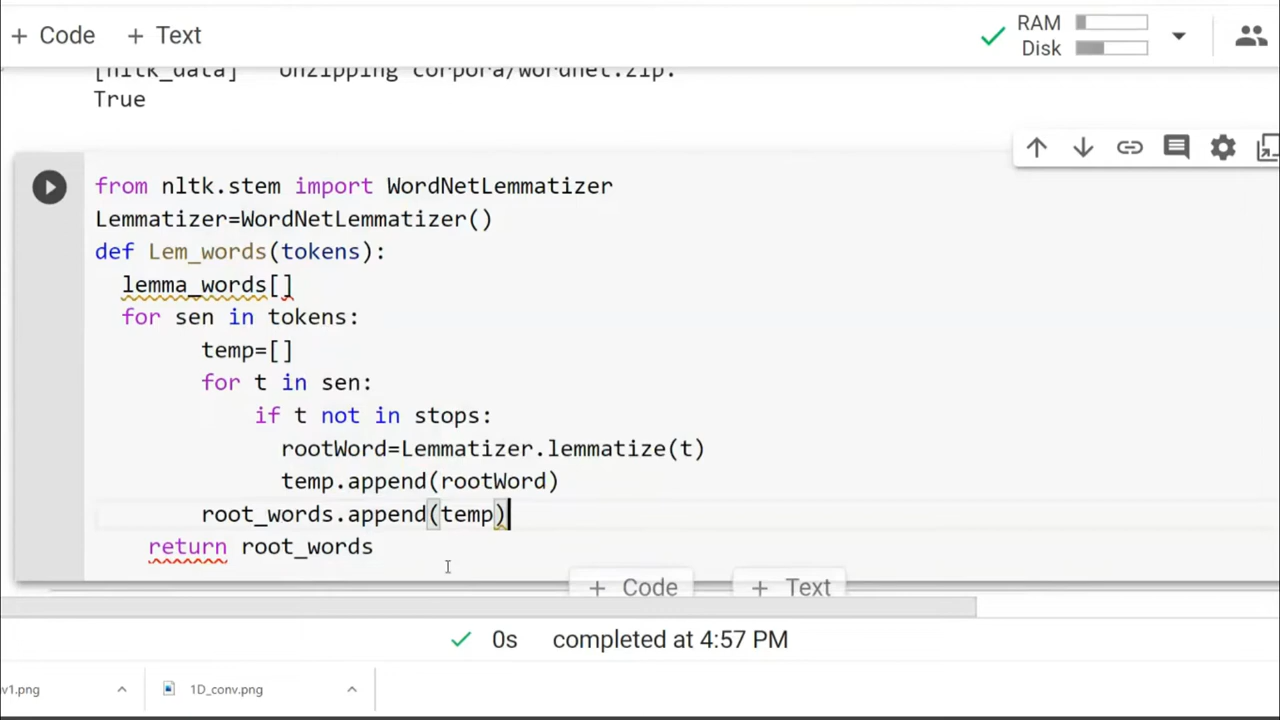 + Code + Text
RAM
Disk
[nltk_data] Unzipping corpora/wordnet.zip.
True
from nltk.stem import WordNetLemmatizer
Lemmatizer=WordNetLemmatizer()
def Lem_words(tokens):
  lemma_words[]
  for sen in tokens:
        temp=[]
        for t in sen:
            if t not in stops:
              rootWord=Lemmatizer.lemmatize(t)
              temp.append(rootWord)
        root_words.append(temp)
    return root_words
+ Code + Text
0s completed at 4:57 PM
v1.png 1D_conv.png